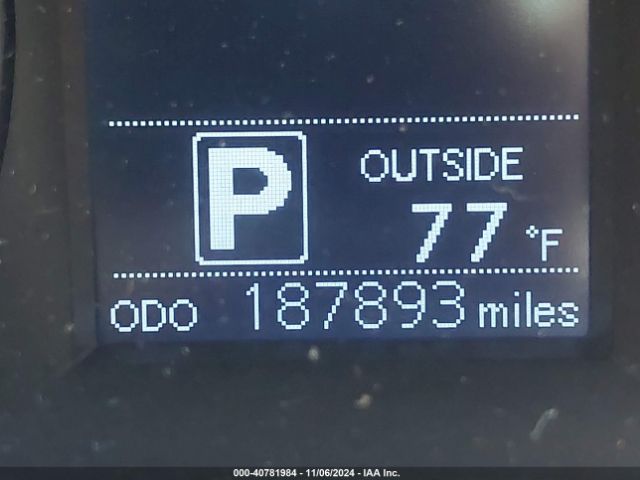 P
OUTSIDE
77 °F
ODO 187893 miles
000-40781984 - 11/06/2024 - IAA Inc.